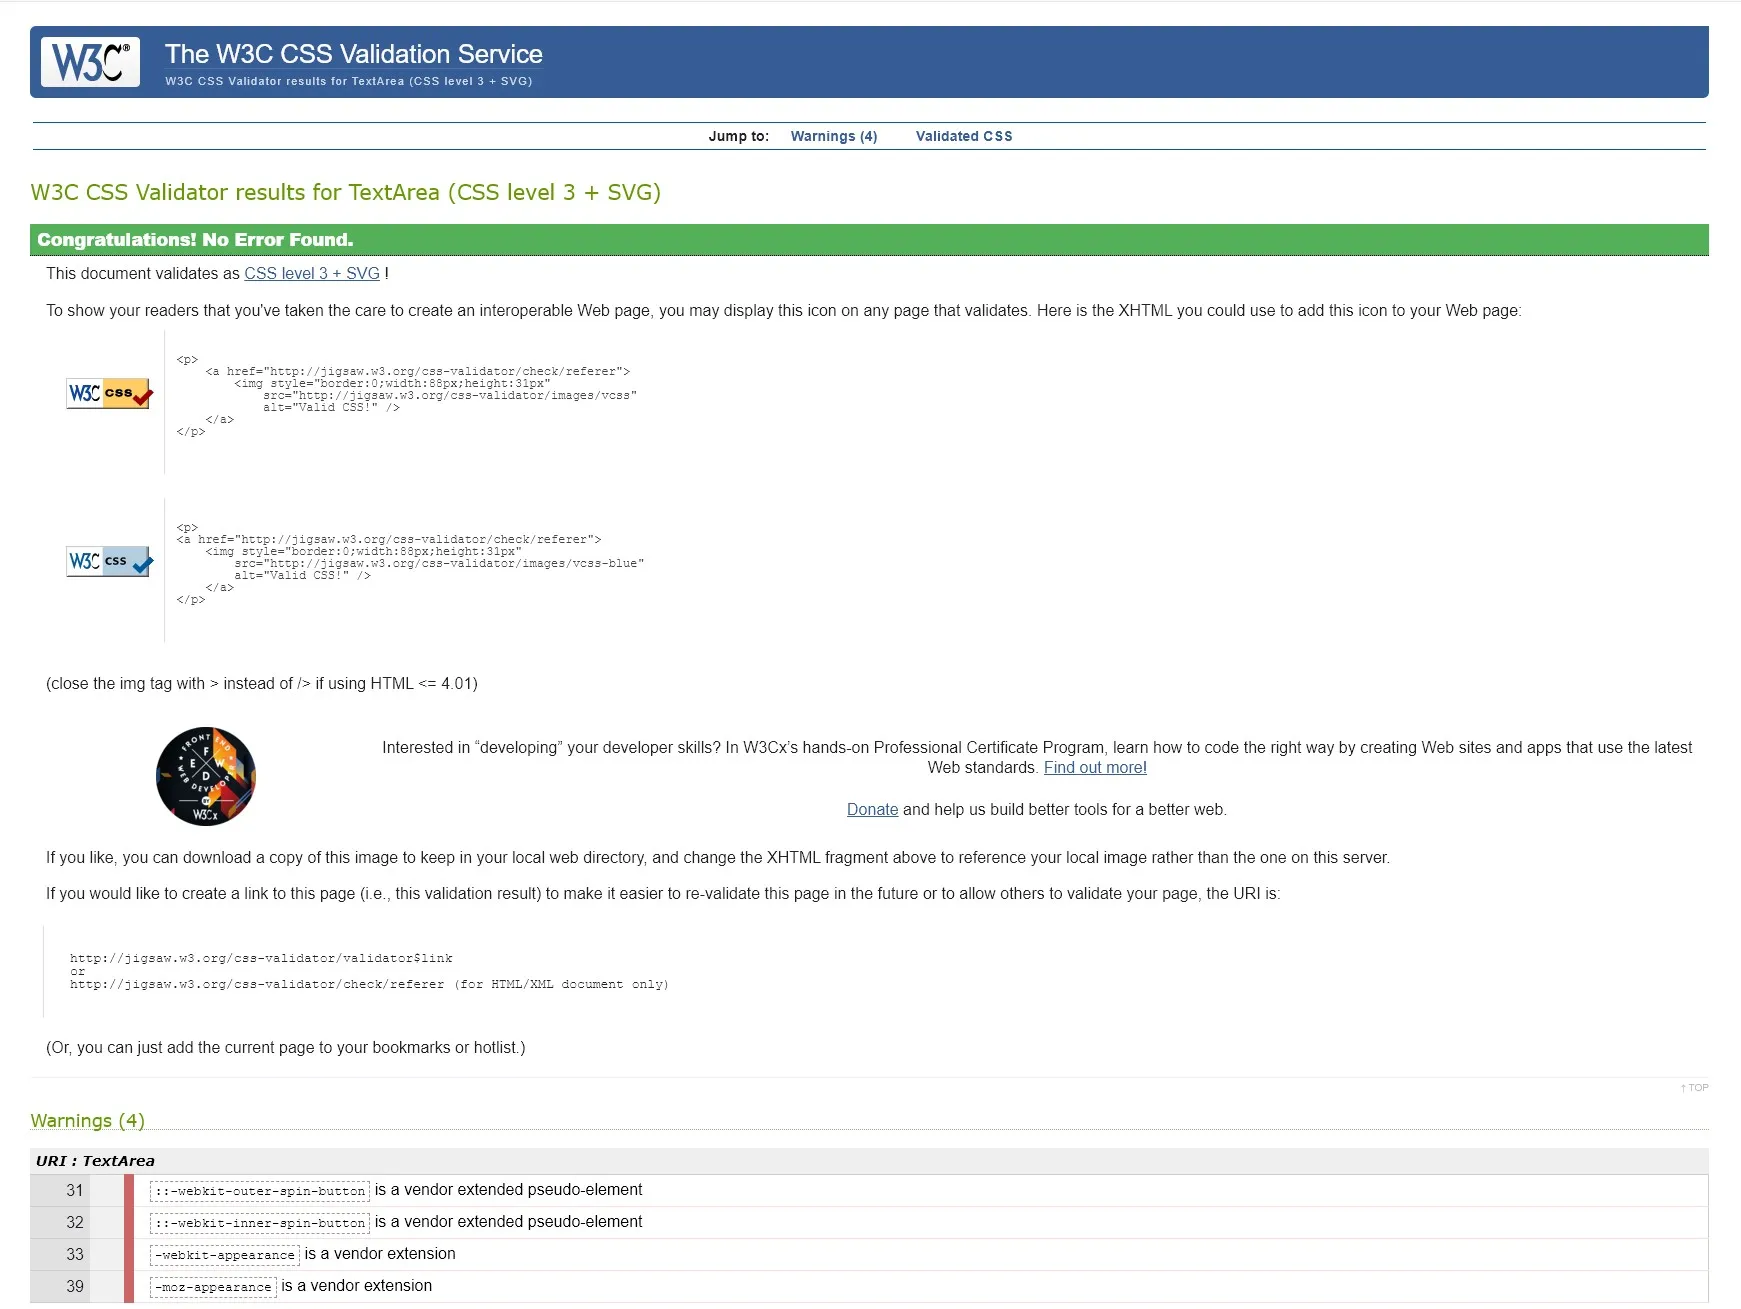 W3C®
The W3C CSS Validation Service
W3C CSS Validator results for TextArea (CSS level 3 + SVG)
Jump to: Warnings (4) Validated CSS
W3C CSS Validator results for TextArea (CSS level 3 + SVG)
Congratulations! No Error Found.
This document validates as CSS level 3 + SVG !
To show your readers that you've taken the care to create an interoperable Web page, you may display this icon on any page that validates. Here is the XHTML you could use to add this icon to your Web page:
W3C css
<p>
<a href="http://jigsaw.w3.org/css-validator/check/referer">
<img style="border:0;width:88px;height:31px"
src="http://jigsaw.w3.org/css-validator/images/vcss"
alt="Valid CSS!" />
</a>
</p>
W3C css
<p>
<a href="http://jigsaw.w3.org/css-validator/check/referer">
<img style="border:0;width:88px;height:31px"
src="http://jigsaw.w3.org/css-validator/images/vcss-blue"
alt="Valid CSS!" />
</a>
</p>
(close the img tag with > instead of /> if using HTML <= 4.01)
FRONT END
F
E W
D
WEB DEVELOPER
BY
W3Cx
Interested in “developing” your developer skills? In W3Cx’s hands-on Professional Certificate Program, learn how to code the right way by creating Web sites and apps that use the latest
Web standards. Find out more!
Donate and help us build better tools for a better web.
If you like, you can download a copy of this image to keep in your local web directory, and change the XHTML fragment above to reference your local image rather than the one on this server.
If you would like to create a link to this page (i.e., this validation result) to make it easier to re-validate this page in the future or to allow others to validate your page, the URI is:
http://jigsaw.w3.org/css-validator/validator$link
or
http://jigsaw.w3.org/css-validator/check/referer (for HTML/XML document only)
(Or, you can just add the current page to your bookmarks or hotlist.)
↑ TOP
Warnings (4)
URI : TextArea
31 ::-webkit-outer-spin-button is a vendor extended pseudo-element
32 ::-webkit-inner-spin-button is a vendor extended pseudo-element
33 -webkit-appearance is a vendor extension
39 -moz-appearance is a vendor extension